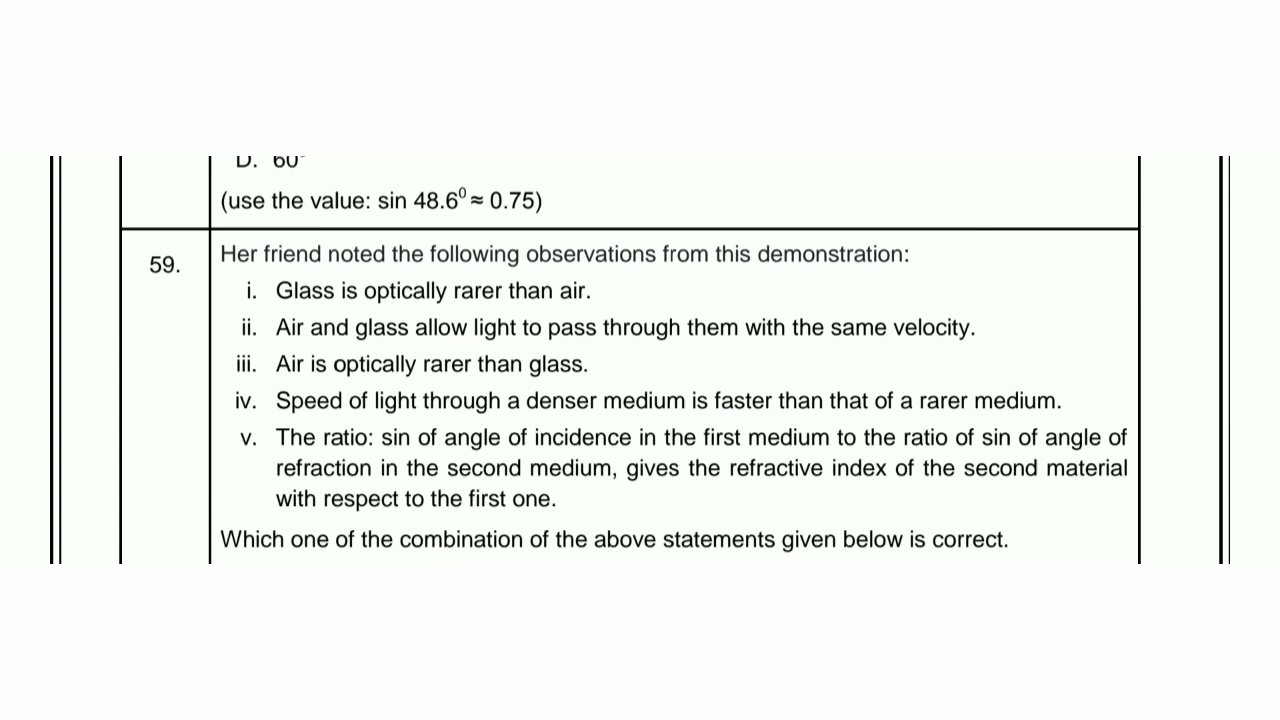 D. 60°
(use the value: sin 48.6⁰ ≈ 0.75)
59.
Her friend noted the following observations from this demonstration:
i. Glass is optically rarer than air.
ii. Air and glass allow light to pass through them with the same velocity.
iii. Air is optically rarer than glass.
iv. Speed of light through a denser medium is faster than that of a rarer medium.
v. The ratio: sin of angle of incidence in the first medium to the ratio of sin of angle of
refraction in the second medium, gives the refractive index of the second material
with respect to the first one.
Which one of the combination of the above statements given below is correct.